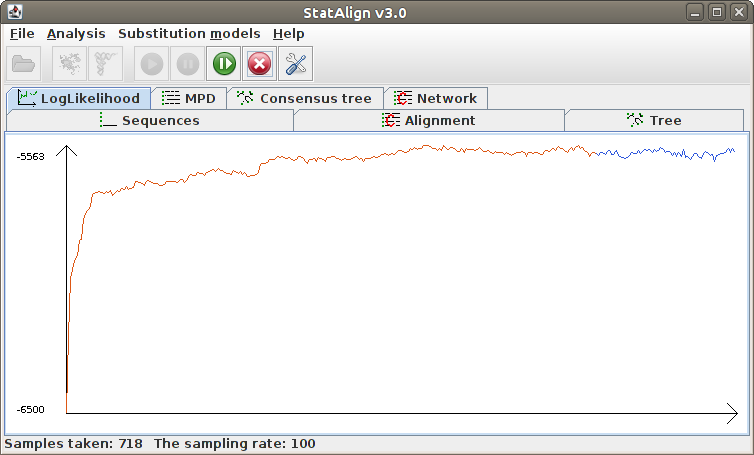 StatAlign v3.0
File Analysis Substitution models Help
LogLikelihood MPD Consensus tree Network
Sequences Alignment Tree
-5563
-6500
Samples taken: 718 The sampling rate: 100